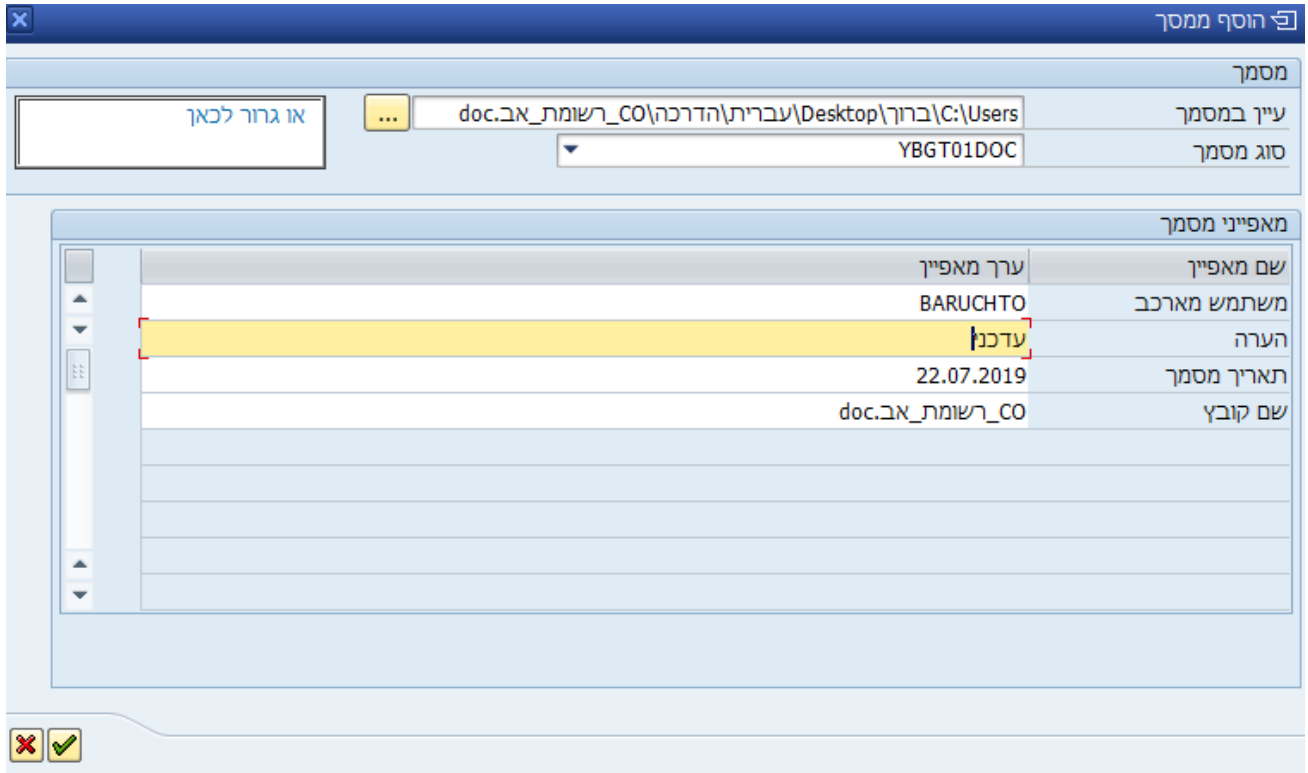 הוסף ממסך
מסמך
עיין במסמך C:\Users\ברוך\Desktop\עברית\הדרכה\CO_רשומת_אב.doc ... או גרור לכאן
סוג מסמך YBGT01DOC
מאפייני מסמך
שם מאפיין ערך מאפיין
משתמש מארכב BARUCHTO
הערה עדכני
תאריך מסמך 22.07.2019
שם קובץ CO_רשומת_אב.doc